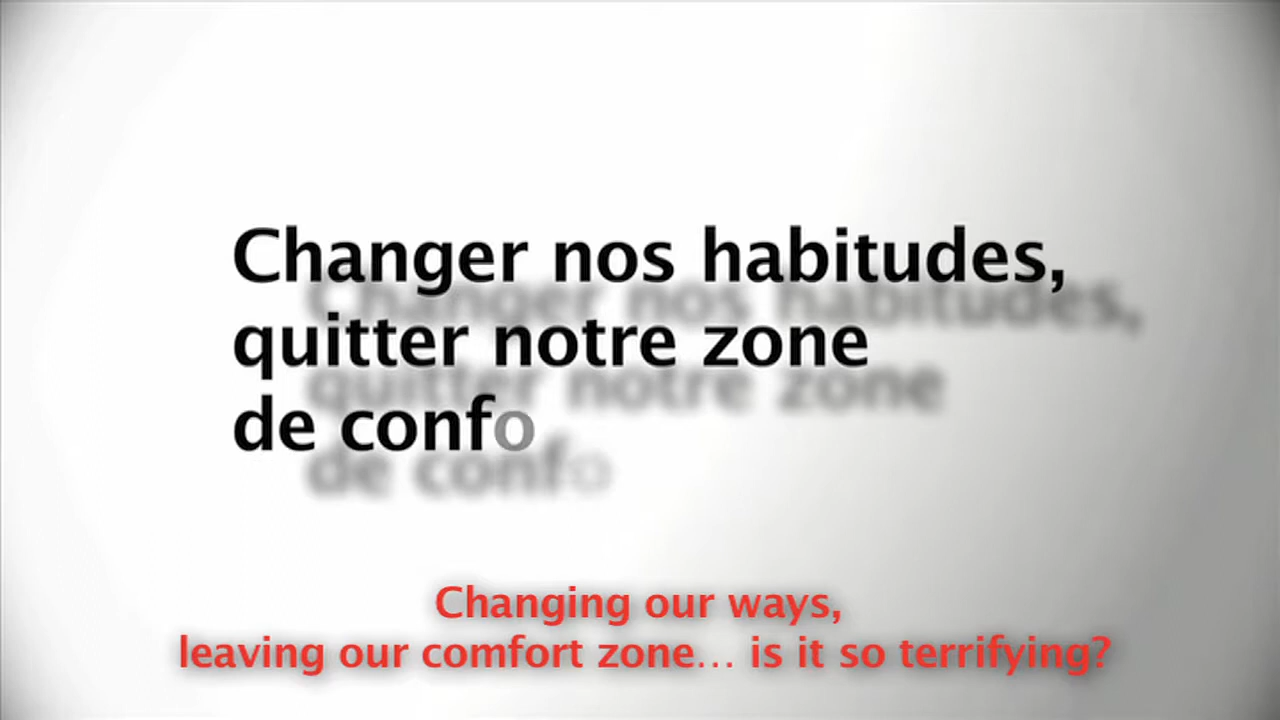 Changer nos habitudes,
quitter notre zone
de confo
Changing our ways,
leaving our comfort zone... is it so terrifying?